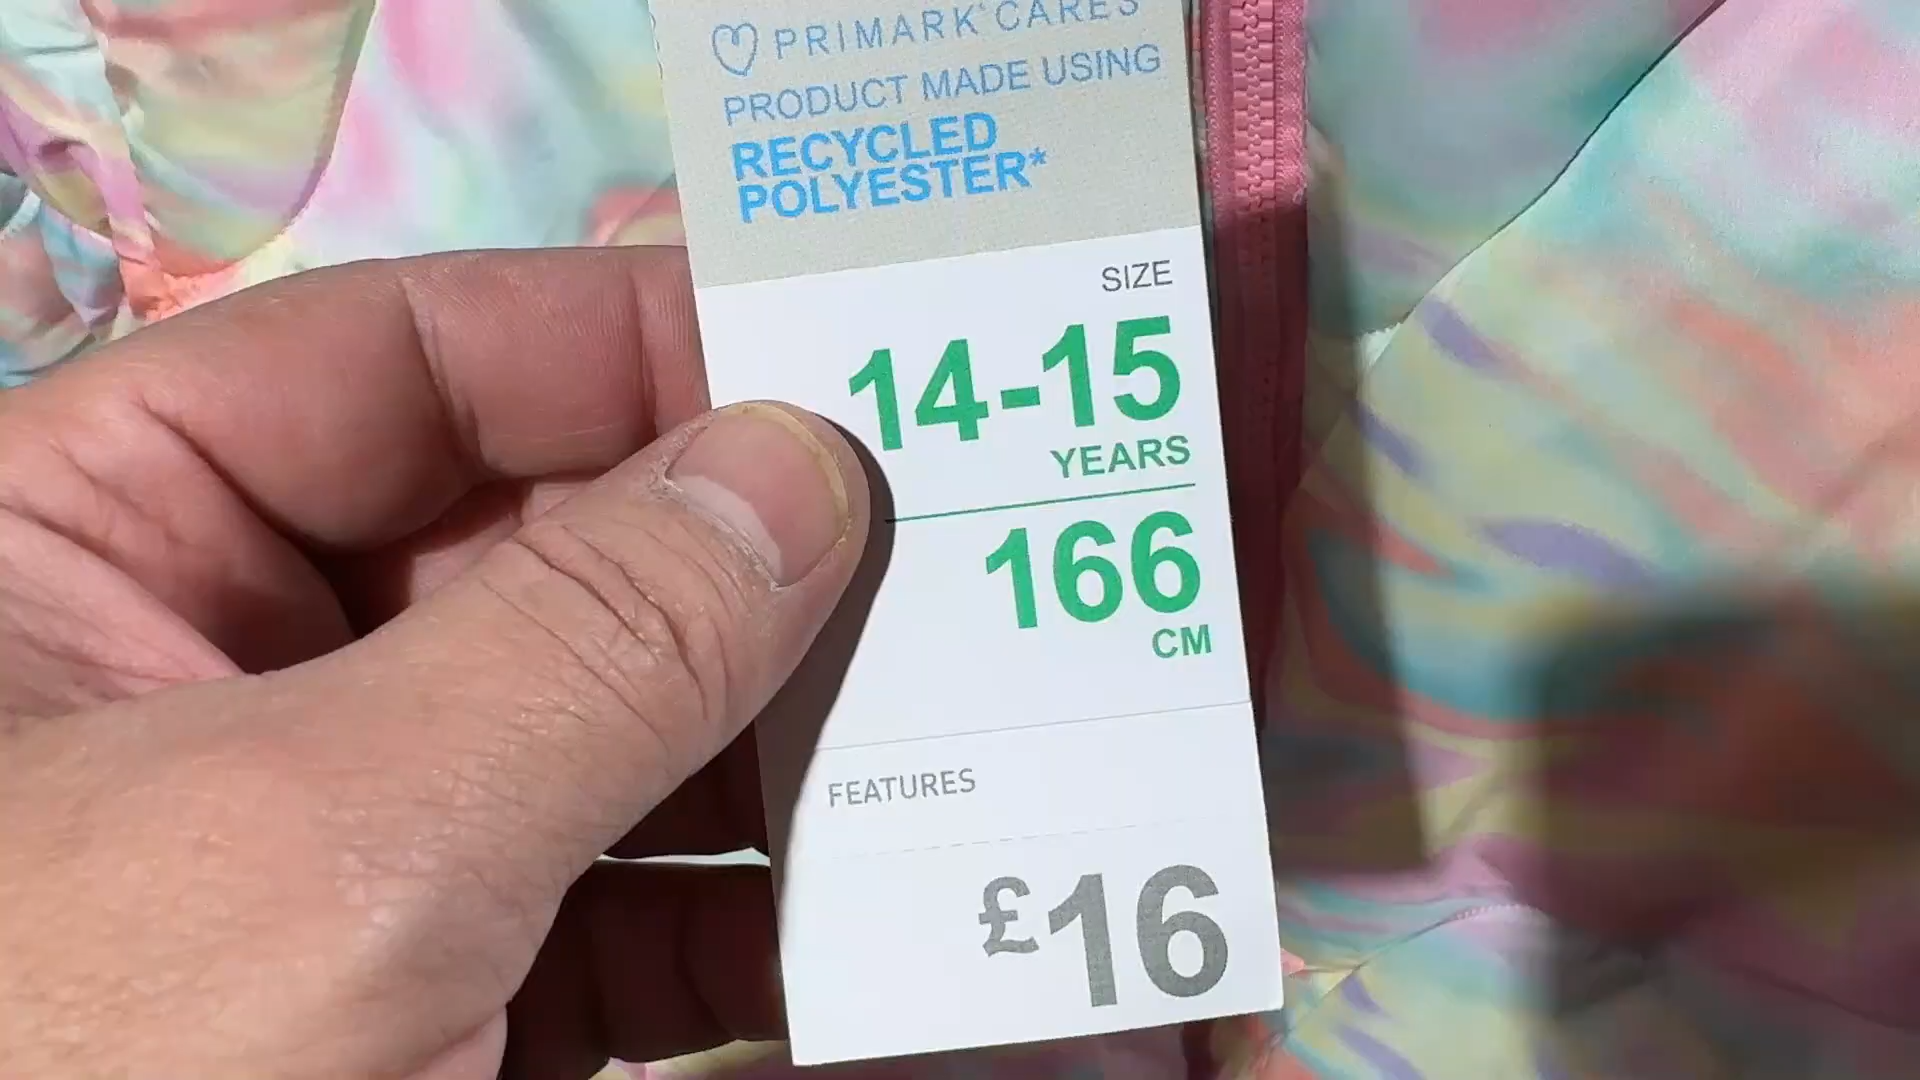 PRIMARK CARES
PRODUCT MADE USING
RECYCLED
POLYESTER*
SIZE
14-15
YEARS
166
CM
FEATURES
£16